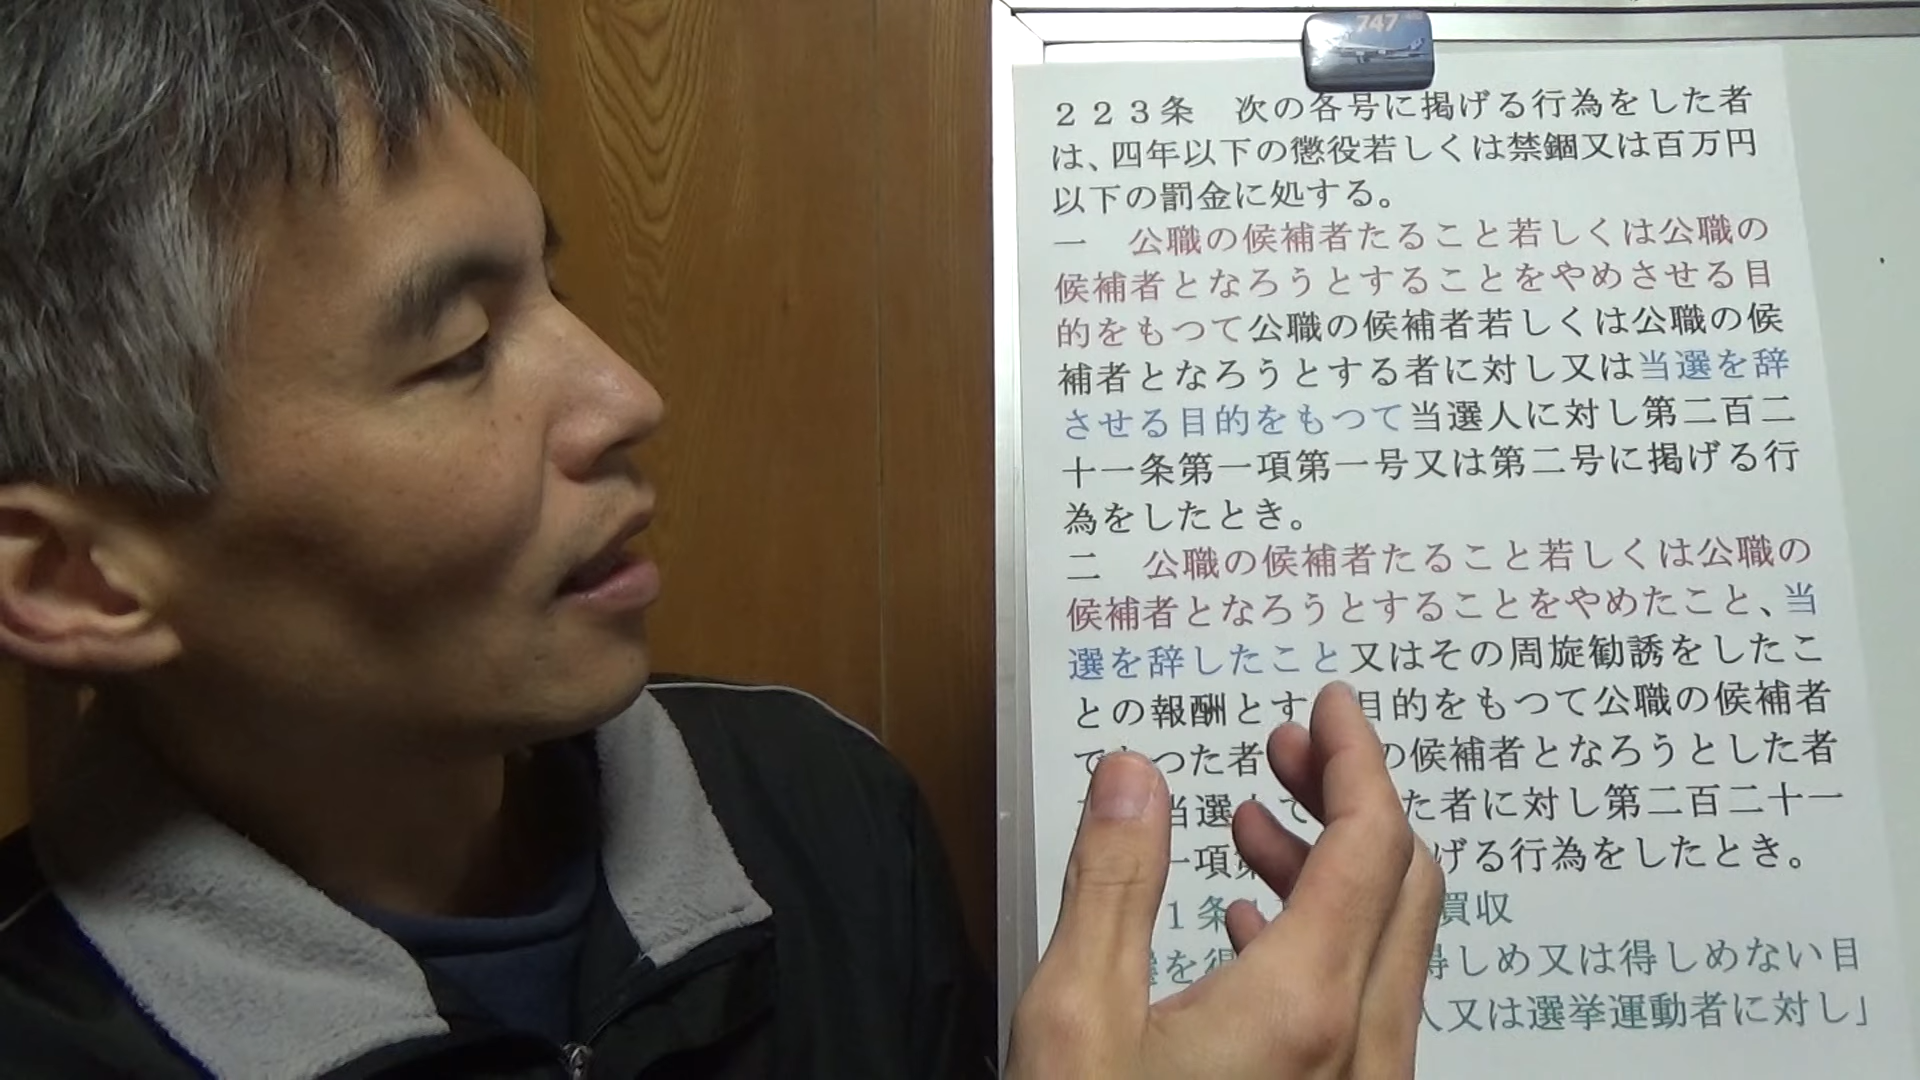 747
223条 次の各号に掲げる行為をした者
は、四年以下の懲役若しくは禁錮又は百万円
以下の罰金に処する。
一 公職の候補者たること若しくは公職の
候補者となろうとすることをやめさせる目
的をもつて公職の候補者若しくは公職の候
補者となろうとする者に対し又は当選を辞
させる目的をもつて当選人に対し第二百二
十一条第一項第一号又は第二号に掲げる行
為をしたとき。
二 公職の候補者たること若しくは公職の
候補者となろうとすることをやめたこと、当
選を辞したこと又はその周旋勧誘をしたこ
との報酬とす 目的をもつて公職の候補者
つた者 の候補者となろうとした者
当選 た者に対し第二百二十一
一項 げる行為をしたとき。
1条 買収
を 得しめ又は得しめない目
人又は選挙運動者に対し」